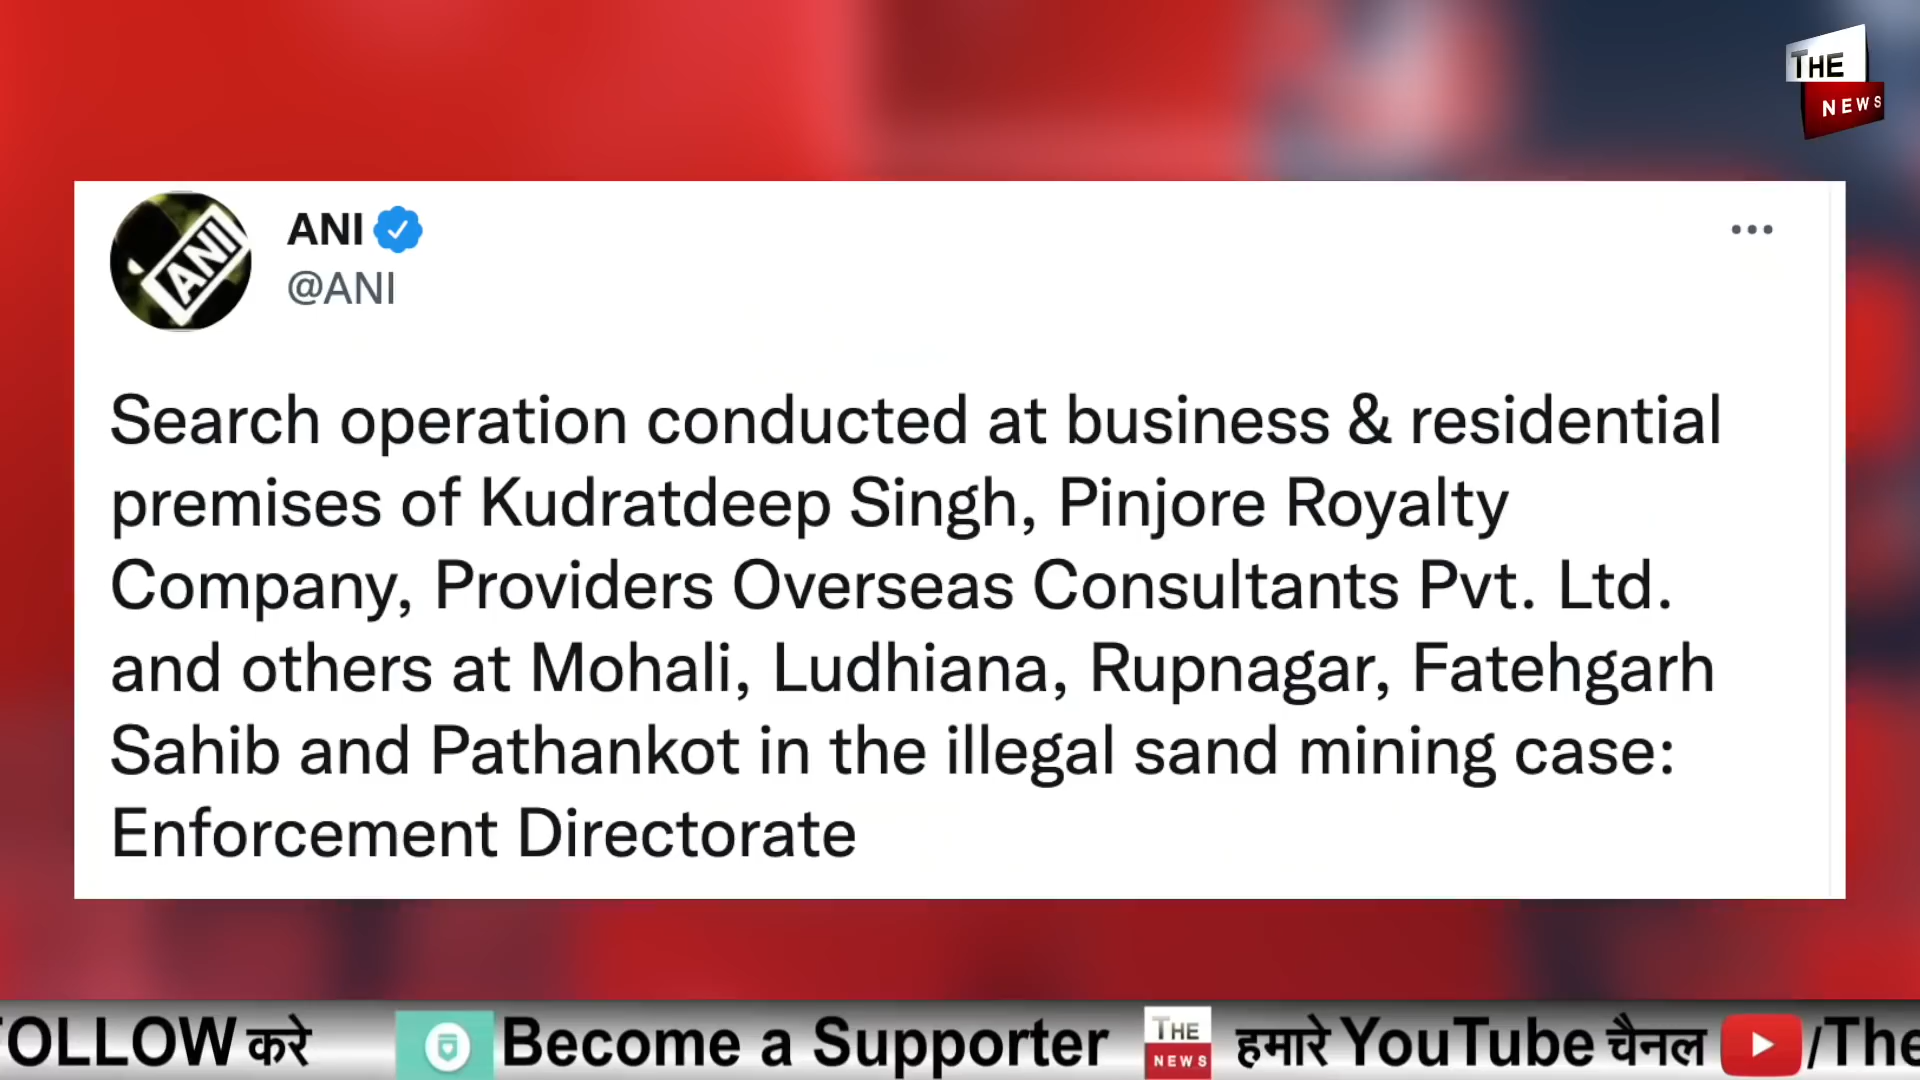 THE
NEWS
ANI
ANI
@ANI
Search operation conducted at business & residential
premises of Kudratdeep Singh, Pinjore Royalty
Company, Providers Overseas Consultants Pvt. Ltd.
and others at Mohali, Ludhiana, Rupnagar, Fatehgarh
Sahib and Pathankot in the illegal sand mining case:
Enforcement Directorate
FOLLOW करे Become a Supporter THE NEWS हमारे YouTube चैनल /The